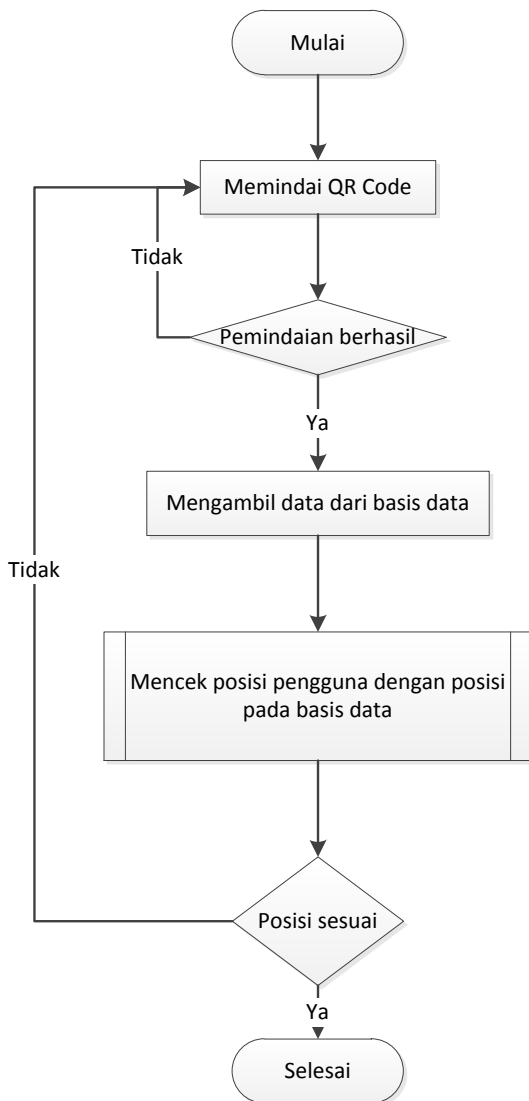 Mulai
Memindai QR Code
Tidak
Pemindaian berhasil
Ya
Mengambil data dari basis data
Tidak
Mencek posisi pengguna dengan posisi
pada basis data
Posisi sesuai
Ya
Selesai